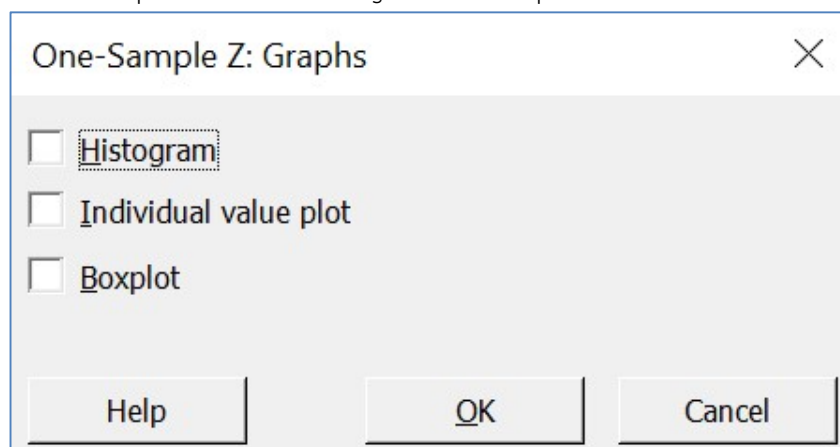 One-Sample Z: Graphs
Histogram
Individual value plot
Boxplot
Help OK Cancel